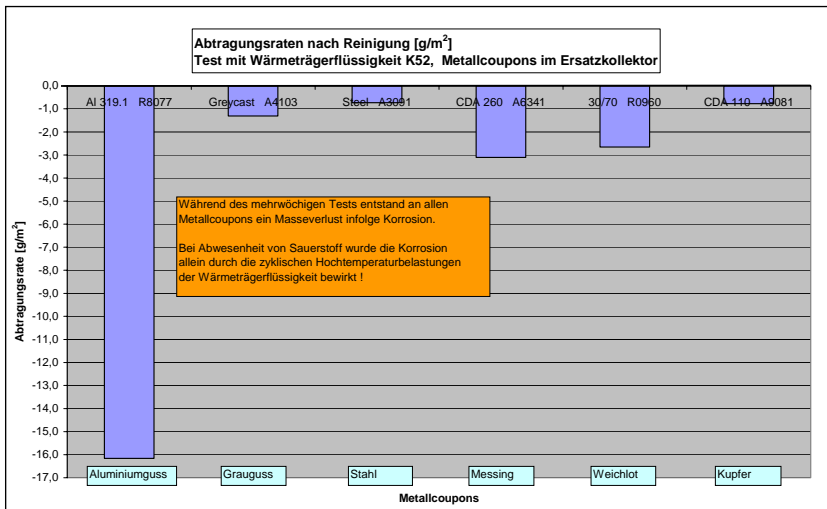 Abtragungsraten nach Reinigung [g/m²]
Test mit Wärmeträgerflüssigkeit K52, Metallcoupons im Ersatzkollektor
0,0
-1,0
-2,0
-3,0
-4,0
-5,0
-6,0
-7,0
-8,0
-9,0
-10,0
-11,0
-12,0
-13,0
-14,0
-15,0
-16,0
-17,0
Abtragungsrate [g/m²]
Al 319.1 R8077
Greycast A4103
Steel A3091
CDA 260 A6341
30/70 R0960
CDA 110 A9081
Während des mehrwöchigen Tests entstand an allen
Metallcoupons ein Masseverlust infolge Korrosion.
Bei Abwesenheit von Sauerstoff wurde die Korrosion
allein durch die zyklischen Hochtemperaturbelastungen
der Wärmeträgerflüssigkeit bewirkt !
Aluminiumguss
Grauguss
Stahl
Messing
Weichlot
Kupfer
Metallcoupons